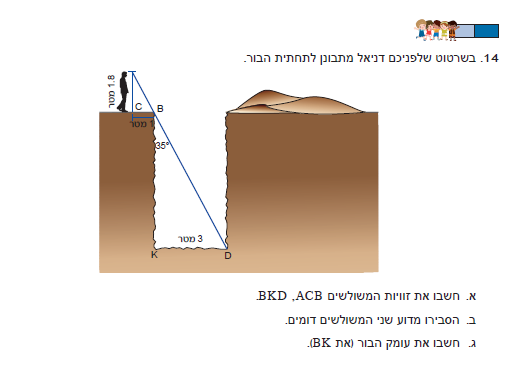 14. בשרטוט שלפניכם דניאל מתבונן לתחתית הבור.
1.8 מטר
C
B
1 מטר
35°
3 מטר
K
D
א. חשבו את זוויות המשולשים BKD ,ACB.
ב. הסבירו מדוע שני המשולשים דומים.
ג. חשבו את עומק הבור (את BK).